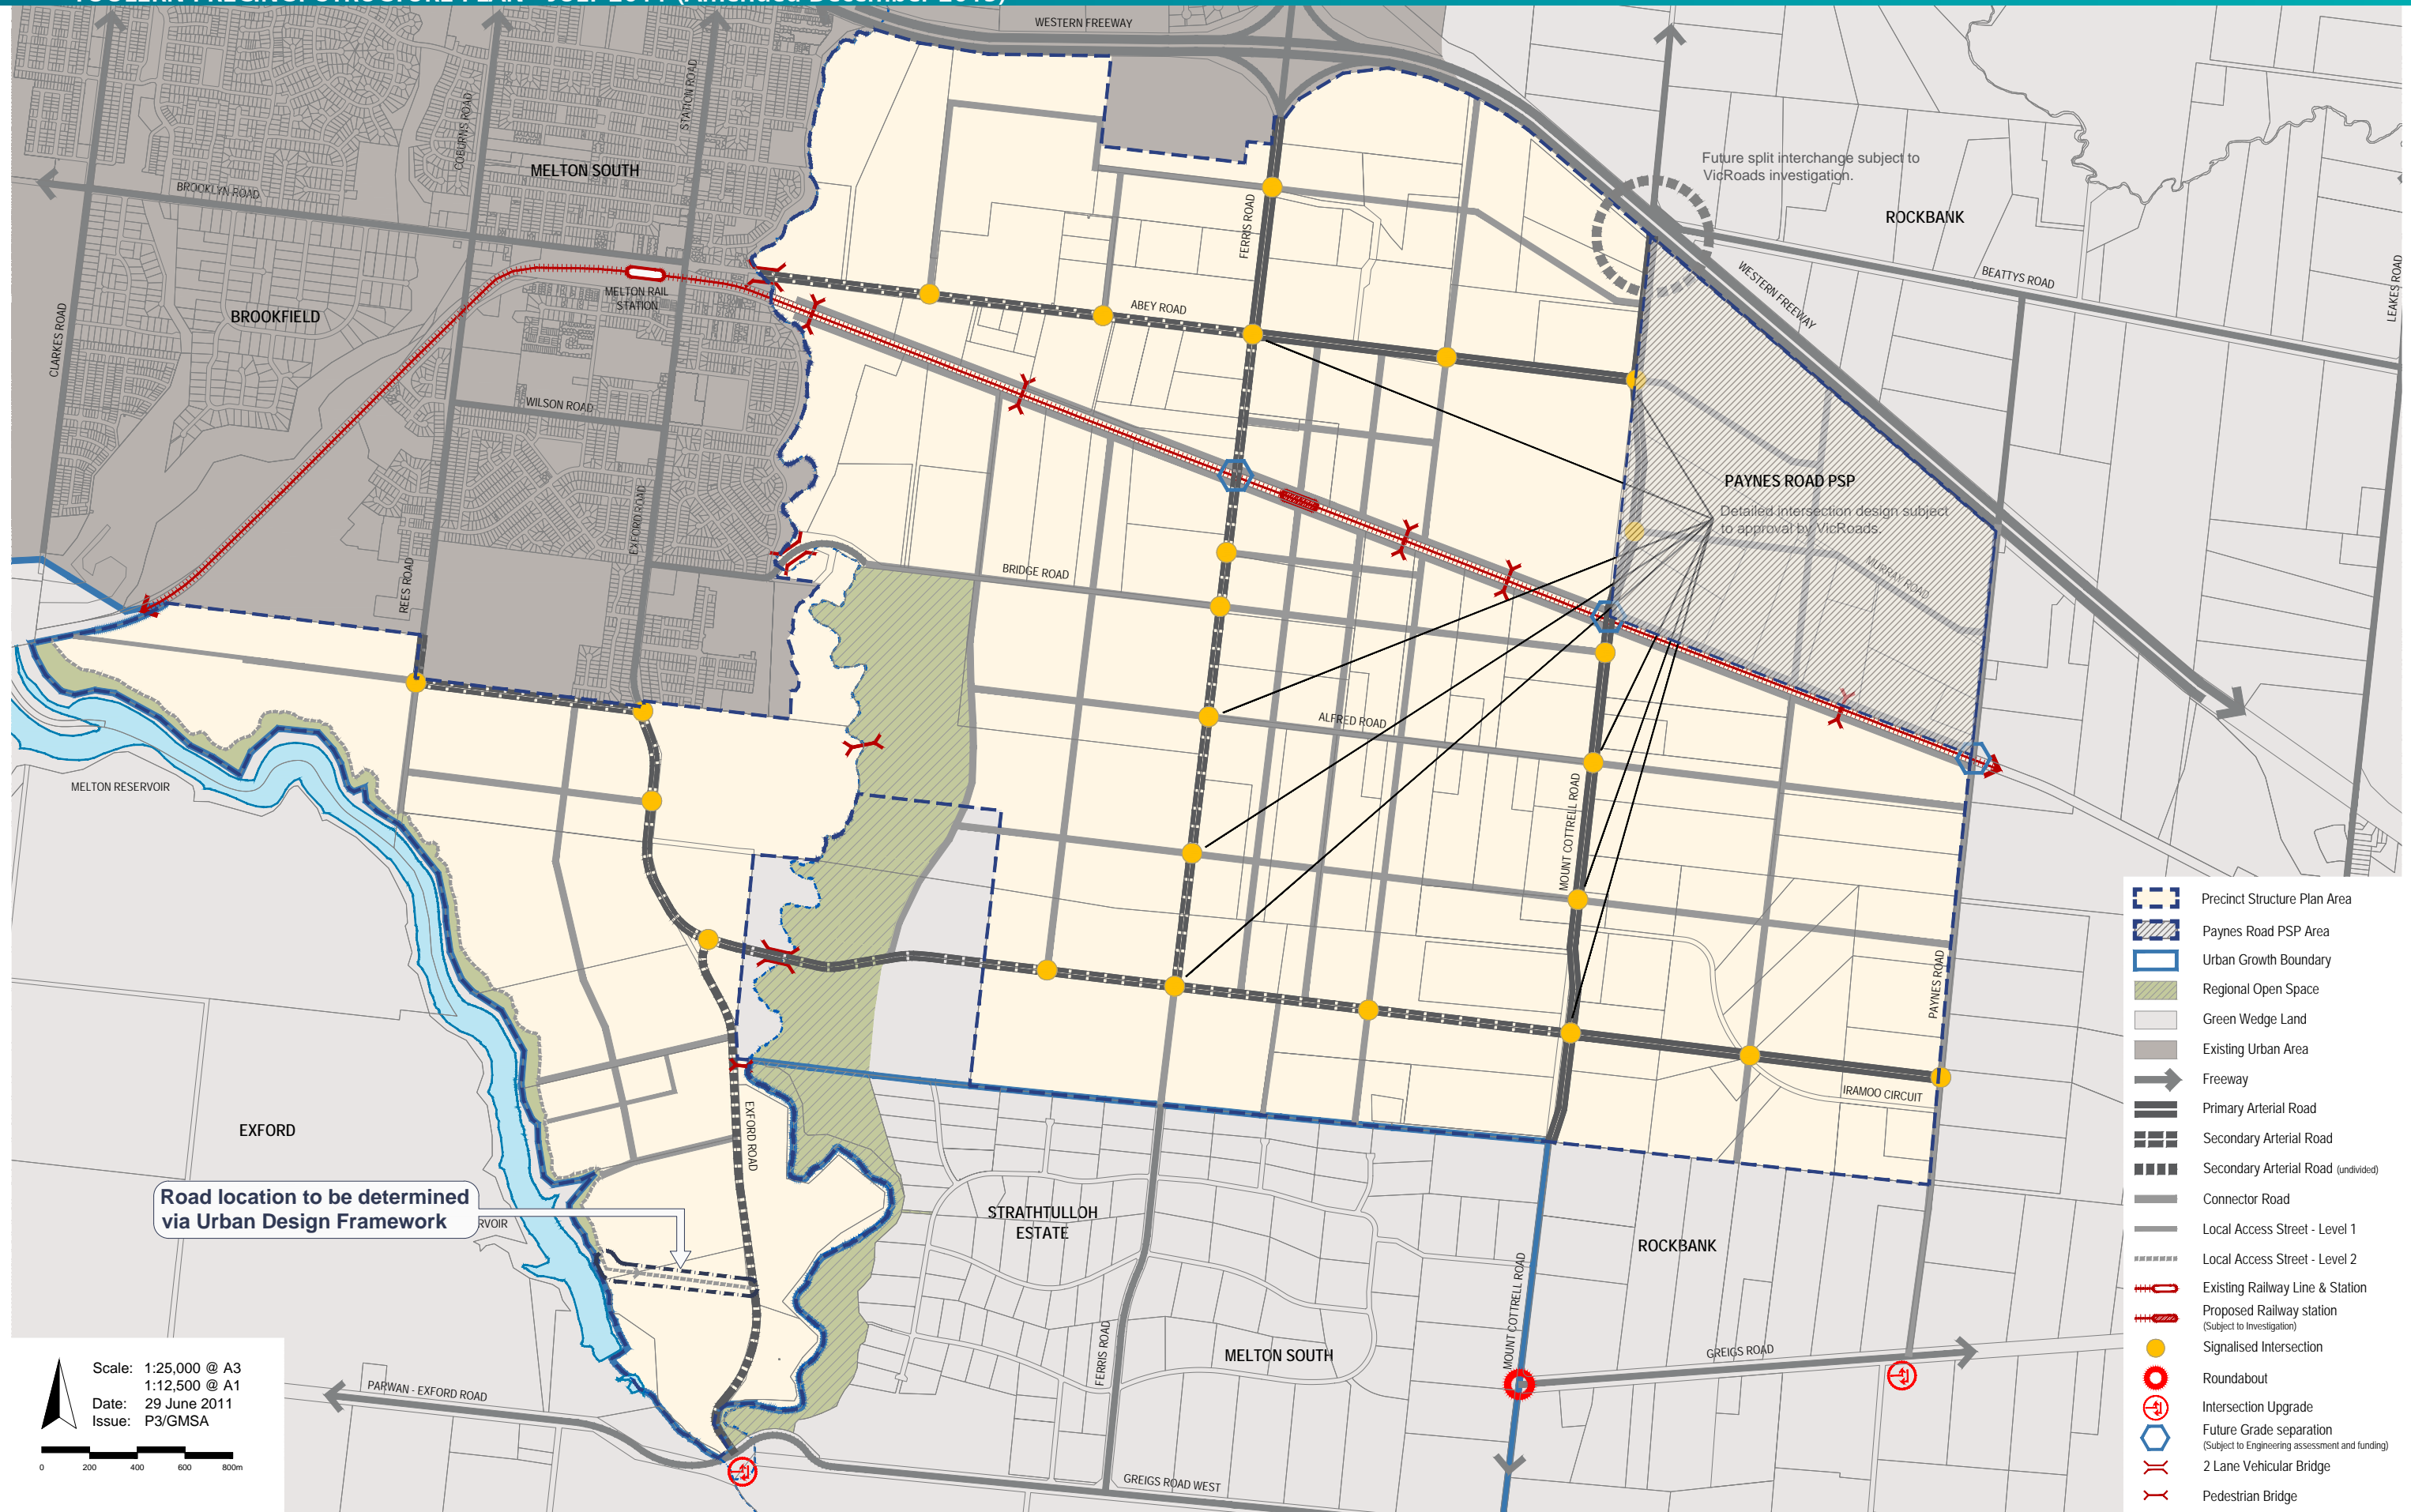 TOOLERN PRECINCT STRUCTURE PLAN - JULY 2011 (Amended December 2015)
WESTERN FREEWAY
STATION ROAD
COBURNS ROAD
MELTON SOUTH
BROOKLYN ROAD
Future split interchange subject to
VicRoads investigation.
ROCKBANK
FERRIS ROAD
WESTERN FREEWAY
BEATTYS ROAD
LEAKES ROAD
MELTON RAIL
STATION
ABEY ROAD
BROOKFIELD
CLARKES ROAD
WILSON ROAD
PAYNES ROAD PSP
Detailed intersection design subject
to approval by VicRoads.
EXFORD ROAD
REES ROAD
BRIDGE ROAD
MURRAY ROAD
ALFRED ROAD
MELTON RESERVOIR
MOUNT COTTRELL ROAD
PAYNES ROAD
IRAMOO CIRCUIT
EXFORD
EXFORD ROAD
Road location to be determined
via Urban Design Framework
RVOIR
STRATHTULLOH
ESTATE
ROCKBANK
MOUNT COTTRELL ROAD
FERRIS ROAD
MELTON SOUTH
GREIGS ROAD
PARWAN - EXFORD ROAD
GREIGS ROAD WEST
Scale: 1:25,000 @ A3
1:12,500 @ A1
Date: 29 June 2011
Issue: P3/GMSA
0 200 400 600 800m
Precinct Structure Plan Area
Paynes Road PSP Area
Urban Growth Boundary
Regional Open Space
Green Wedge Land
Existing Urban Area
Freeway
Primary Arterial Road
Secondary Arterial Road
Secondary Arterial Road (undivided)
Connector Road
Local Access Street - Level 1
Local Access Street - Level 2
Existing Railway Line & Station
Proposed Railway station
(Subject to Investigation)
Signalised Intersection
Roundabout
Intersection Upgrade
Future Grade separation
(Subject to Engineering assessment and funding)
2 Lane Vehicular Bridge
Pedestrian Bridge